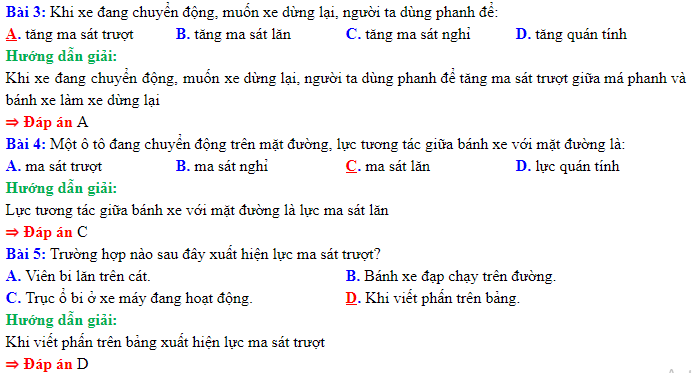 Bài 3: Khi xe đang chuyển động, muốn xe dừng lại, người ta dùng phanh để:
A. tăng ma sát trượt B. tăng ma sát lăn C. tăng ma sát nghỉ D. tăng quán tính
Hướng dẫn giải:
Khi xe đang chuyển động, muốn xe dừng lại, người ta dùng phanh để tăng ma sát trượt giữa má phanh và
bánh xe làm xe dừng lại
⇒ Đáp án A
Bài 4: Một ô tô đang chuyển động trên mặt đường, lực tương tác giữa bánh xe với mặt đường là:
A. ma sát trượt B. ma sát nghỉ C. ma sát lăn D. lực quán tính
Hướng dẫn giải:
Lực tương tác giữa bánh xe với mặt đường là lực ma sát lăn
⇒ Đáp án C
Bài 5: Trường hợp nào sau đây xuất hiện lực ma sát trượt?
A. Viên bi lăn trên cát. B. Bánh xe đạp chạy trên đường.
C. Trục ổ bi ở xe máy đang hoạt động. D. Khi viết phấn trên bảng.
Hướng dẫn giải:
Khi viết phấn trên bảng xuất hiện lực ma sát trượt
⇒ Đáp án D